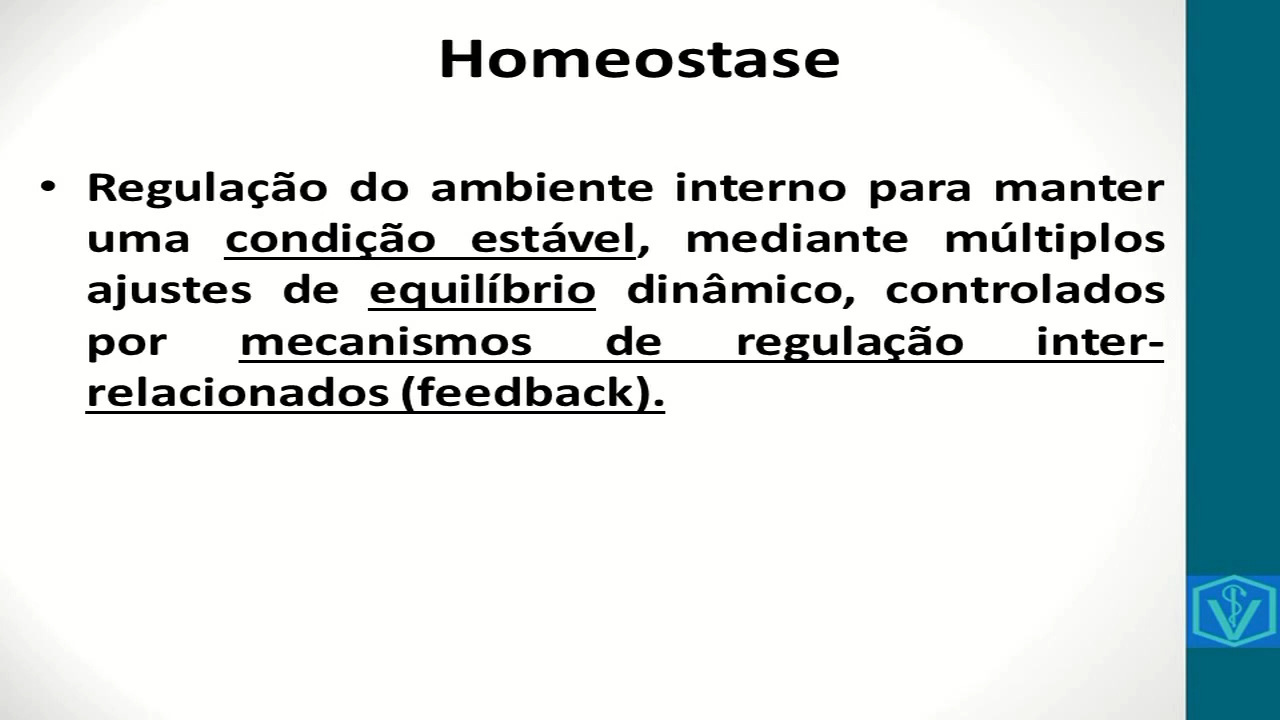 Homeostase
• Regulação do ambiente interno para manter
uma condição estável, mediante múltiplos
ajustes de equilíbrio dinâmico, controlados
por mecanismos de regulação inter-
relacionados (feedback).